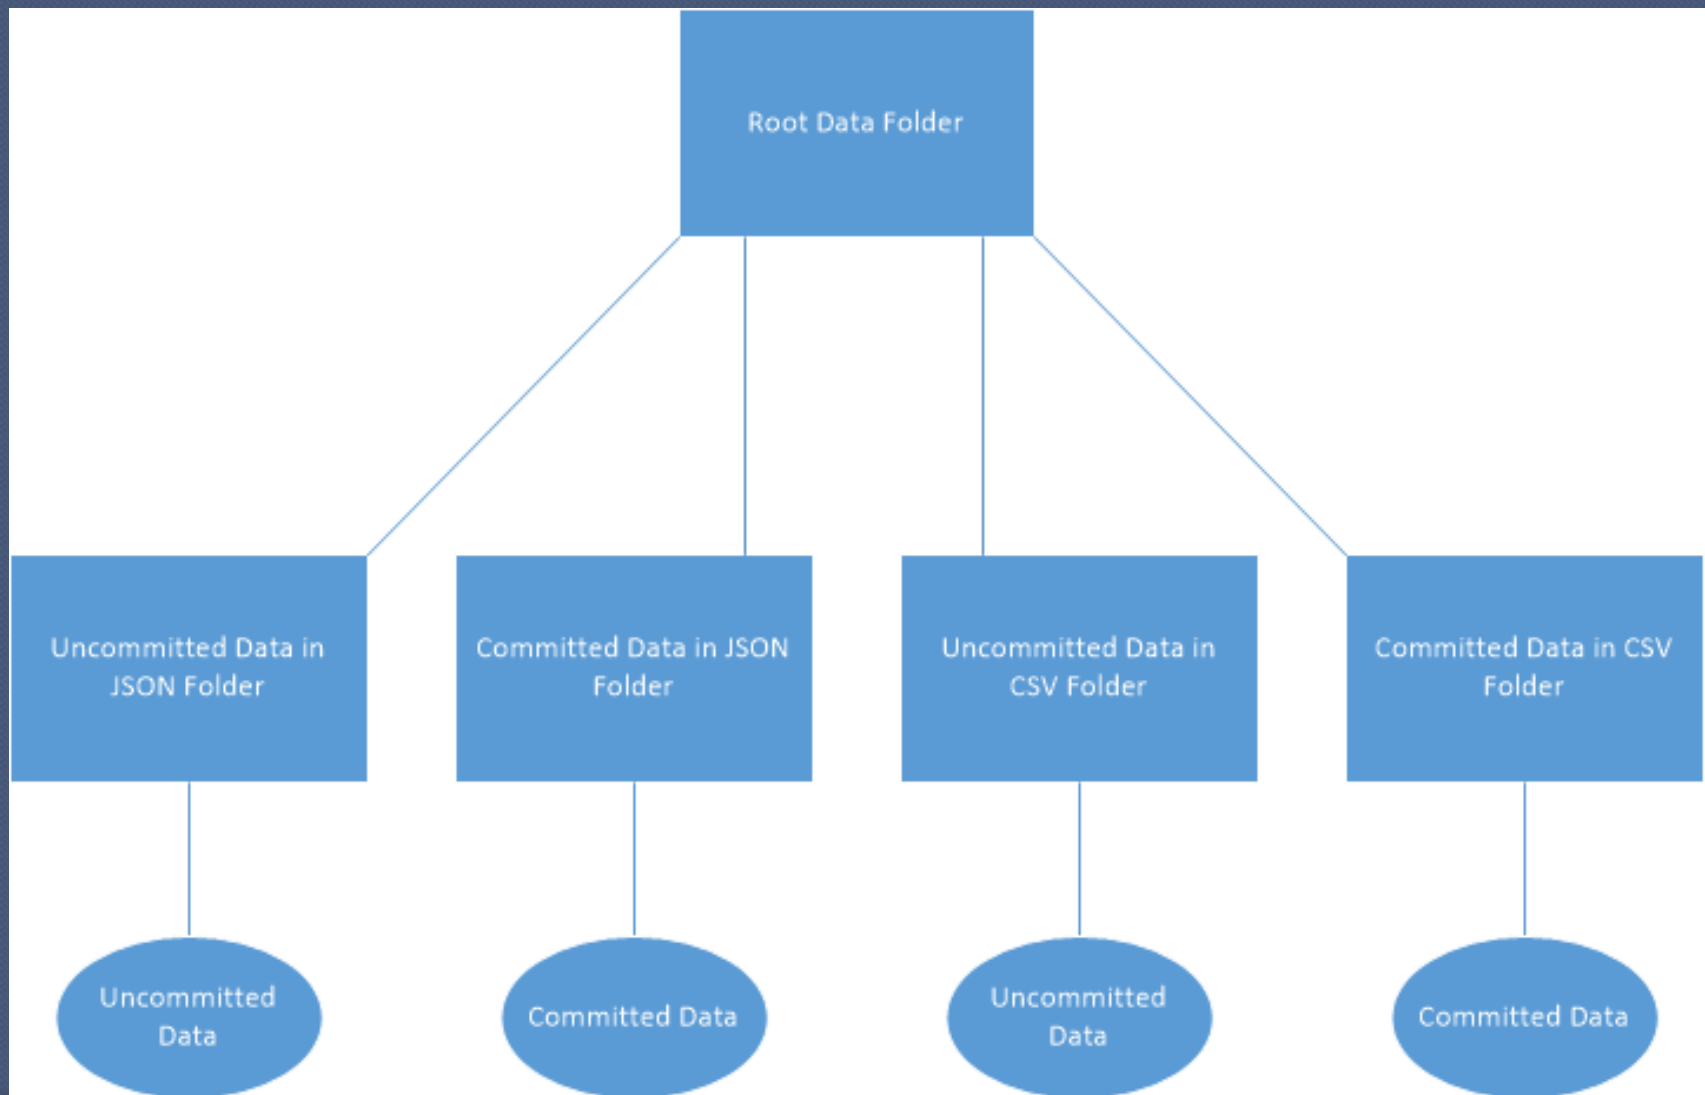 Root Data Folder
Uncommitted Data in
JSON Folder
Committed Data in JSON
Folder
Uncommitted Data in
CSV Folder
Committed Data in CSV
Folder
Uncommitted
Data
Committed Data
Uncommitted
Data
Committed Data